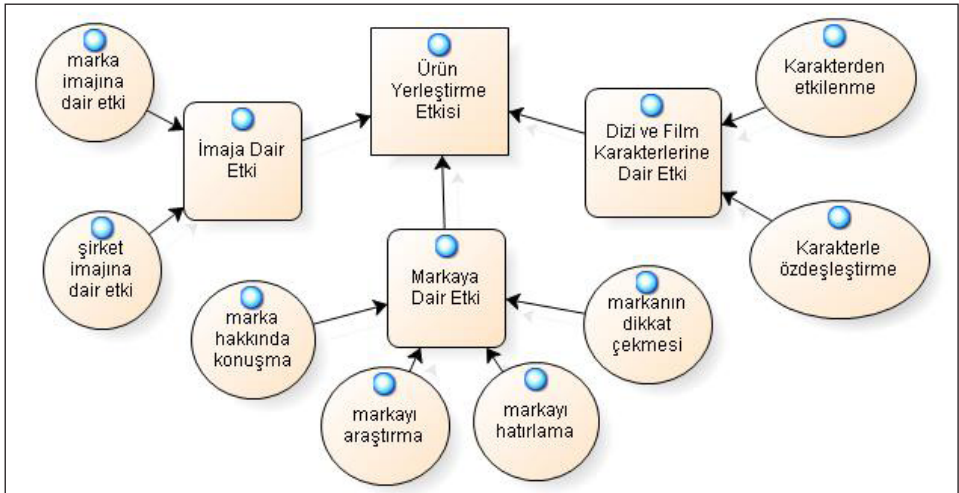 marka
imajına
dair etki
Ürün
Yerleştirme
Etkisi
Karakterden
etkilenme
İmaja Dair
Etki
Dizi ve Film
Karakterlerine
Dair Etki
şirket
imajına
dair etki
Markaya
Dair Etki
Karakterle
özdeşleştirme
marka
hakkında
konuşma
markanın
dikkat
çekmesi
markayı
araştırma
markayı
hatırlama